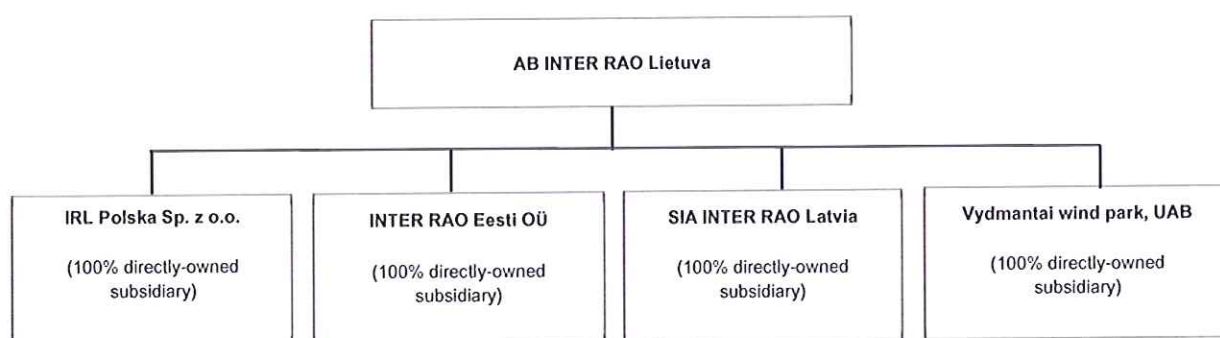 AB INTER RAO Lietuva
IRL Polska Sp. z o.o.
(100% directly-owned
subsidiary)
INTER RAO Eesti OÜ
(100% directly-owned
subsidiary)
SIA INTER RAO Latvia
(100% directly-owned
subsidiary)
Vydmantai wind park, UAB
(100% directly-owned
subsidiary)